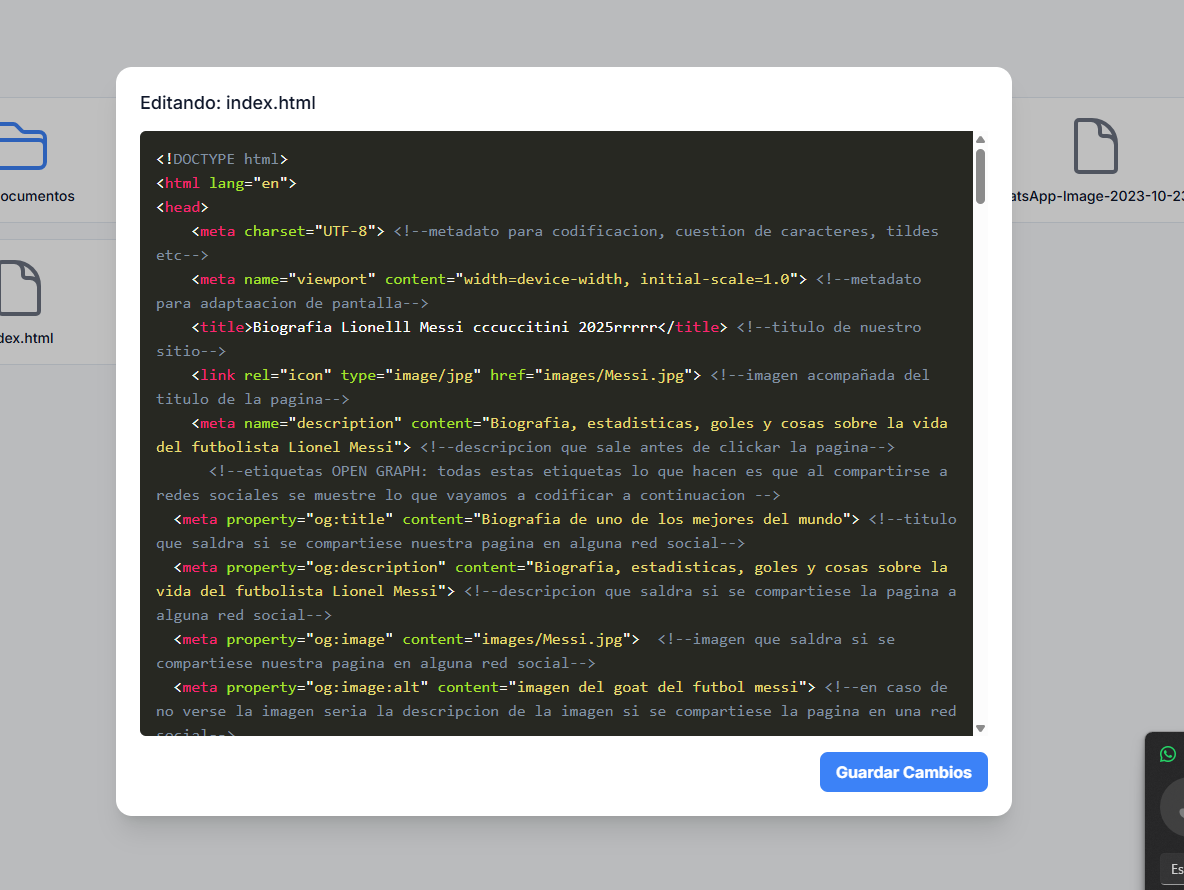 Editando: index.html
<!DOCTYPE html>
<html lang="en">
<head>
    <meta charset="UTF-8"> <!--metadato para codificacion, cuestion de caracteres, tildes
etc-->
    <meta name="viewport" content="width=device-width, initial-scale=1.0"> <!--metadato
para adaptaacion de pantalla-->
    <title>Biografia Lionelll Messi cccuccitini 2025rrrrr</title> <!--titulo de nuestro
sitio-->
    <link rel="icon" type="image/jpg" href="images/Messi.jpg"> <!--imagen acompañada del
titulo de la pagina-->
    <meta name="description" content="Biografia, estadisticas, goles y cosas sobre la vida
del futbolista Lionel Messi"> <!--descripcion que sale antes de clickar la pagina-->
      <!--etiquetas OPEN GRAPH: todas estas etiquetas lo que hacen es que al compartirse a
redes sociales se muestre lo que vayamos a codificar a continuacion -->
  <meta property="og:title" content="Biografia de uno de los mejores del mundo"> <!--titulo
que saldra si se compartiese nuestra pagina en alguna red social-->
  <meta property="og:description" content="Biografia, estadisticas, goles y cosas sobre la
vida del futbolista Lionel Messi"> <!--descripcion que saldra si se compartiese la pagina a
alguna red social-->
  <meta property="og:image" content="images/Messi.jpg">  <!--imagen que saldra si se
compartiese nuestra pagina en alguna red social-->
  <meta property="og:image:alt" content="imagen del goat del futbol messi"> <!--en caso de
no verse la imagen seria la descripcion de la imagen si se compartiese la pagina en una red
social-->
Guardar Cambios
ocumentos
dex.html
atsApp-Image-2023-10-23
Es